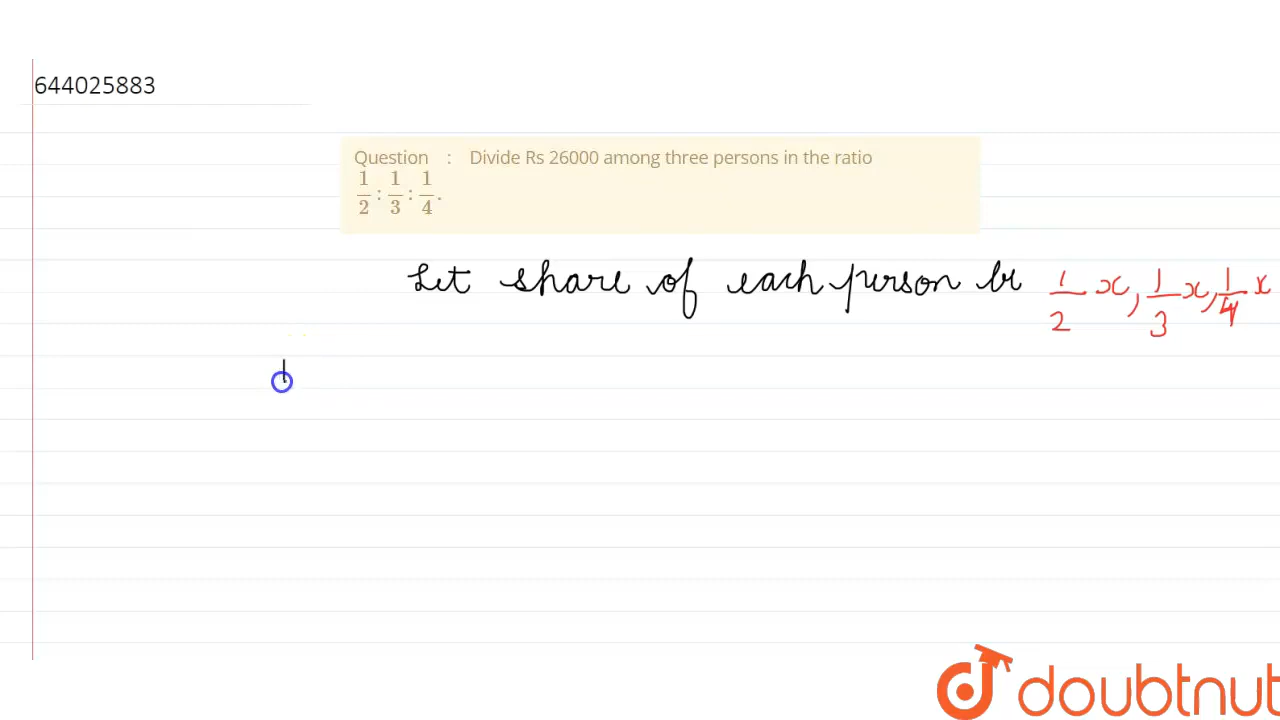 644025883
Question : Divide Rs 26000 among three persons in the ratio
1/2 : 1/3 : 1/4.
Let share of each person be 1/2 x, 1/3 x, 1/4 x
doubtnut